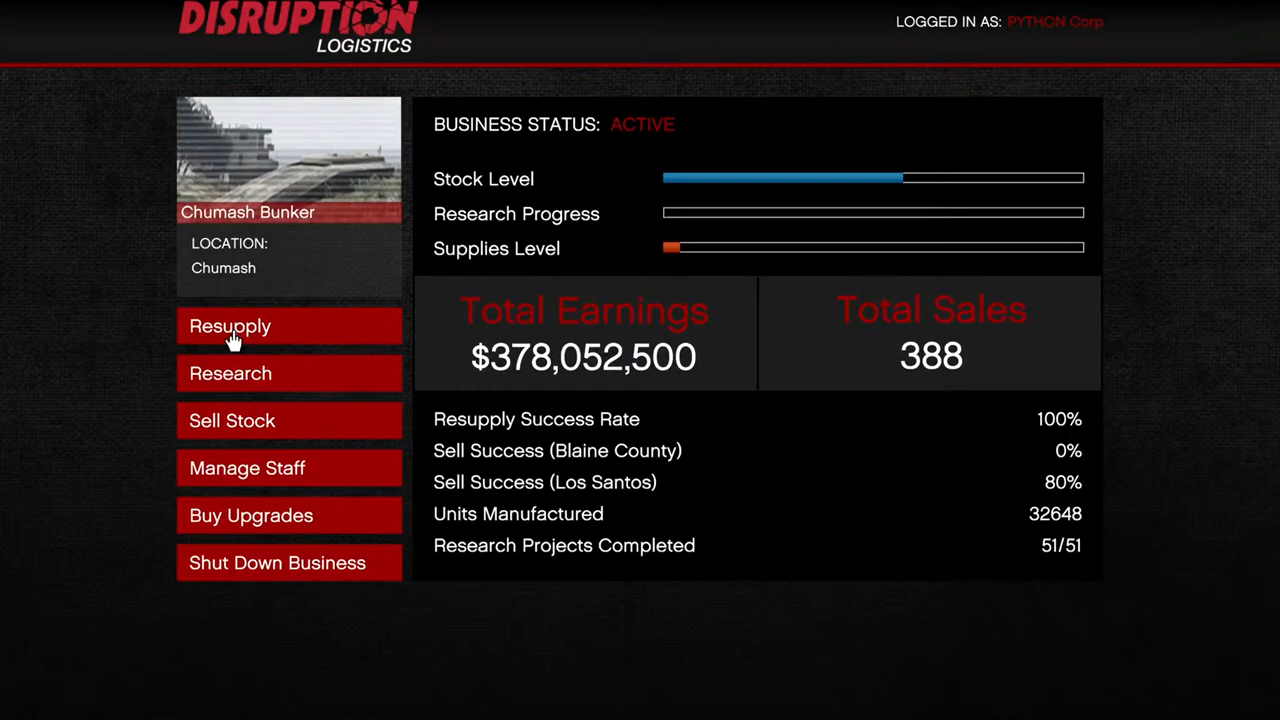 DISRUPTION
LOGISTICS
LOGGED IN AS: PYTHON Corp
Chumash Bunker
LOCATION:
Chumash
Resupply
Research
Sell Stock
Manage Staff
Buy Upgrades
Shut Down Business
BUSINESS STATUS: ACTIVE
Stock Level
Research Progress
Supplies Level
Total Earnings
$378,052,500
Total Sales
388
Resupply Success Rate 100%
Sell Success (Blaine County) 0%
Sell Success (Los Santos) 80%
Units Manufactured 32648
Research Projects Completed 51/51